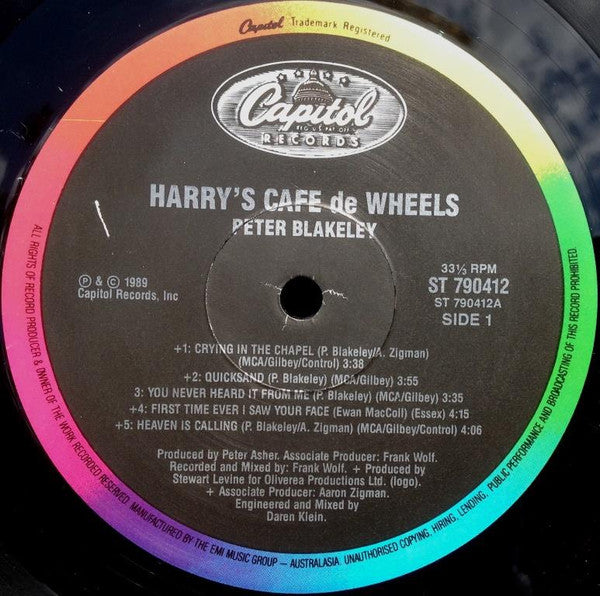 Capitol Trademark Registered
Capitol
REG. U.S. PAT. OFF.
RECORDS
HARRY'S CAFE de WHEELS
PETER BLAKELEY
℗ & © 1989
Capitol Records, Inc
33⅓ RPM
ST 790412
ST 790412A
SIDE 1
+1: CRYING IN THE CHAPEL (P. Blakeley/A. Zigman)
(MCA/Gilbey/Control) 3:38
+2: QUICKSAND (P. Blakeley) (MCA/Gilbey) 3:55
3: YOU NEVER HEARD IT FROM ME (P. Blakeley) (MCA/Gilbey) 3:35
+4: FIRST TIME EVER I SAW YOUR FACE (Ewan MacColl) (Essex) 4:15
+5: HEAVEN IS CALLING (P. Blakeley/A. Zigman) (MCA/Gilbey/Control) 4:06
Produced by Peter Asher. Associate Producer: Frank Wolf.
Recorded and Mixed by: Frank Wolf. + Produced by
Stewart Levine for Oliverea Productions Ltd. (logo).
+ Associate Producer: Aaron Zigman.
Engineered and Mixed by
Daren Klein.
ALL RIGHTS OF RECORD PRODUCER & OWNER OF THE WORK RECORDED RESERVED. MANUFACTURED BY THE EMI MUSIC GROUP – AUSTRALASIA. UNAUTHORISED COPYING, HIRING, LENDING, PUBLIC PERFORMANCE AND BROADCASTING OF THIS RECORD PROHIBITED.